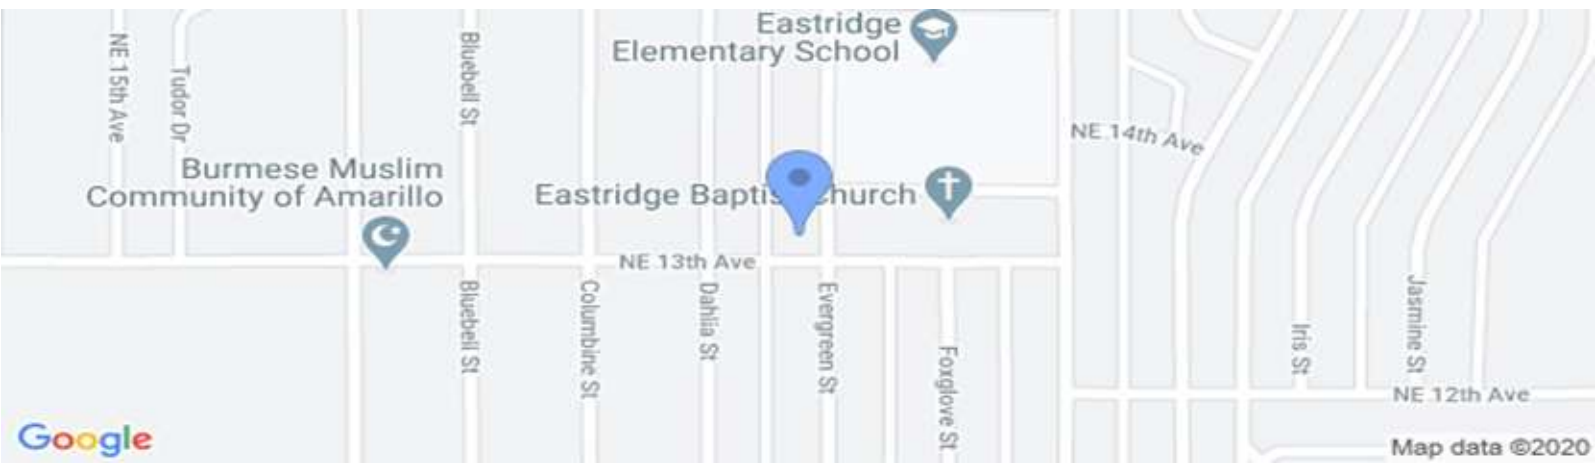 Eastridge
Elementary School
NE 15th Ave
Tudor Dr
Bluebell St
NE 14th Ave
Burmese Muslim
Community of Amarillo
Eastridge Baptis church
NE 13th Ave
Bluebell St
Columbine St
Dahlia St
Evergreen St
Foxglove St
Iris St
Jasmine St
NE 12th Ave
Google
Map data ©2020